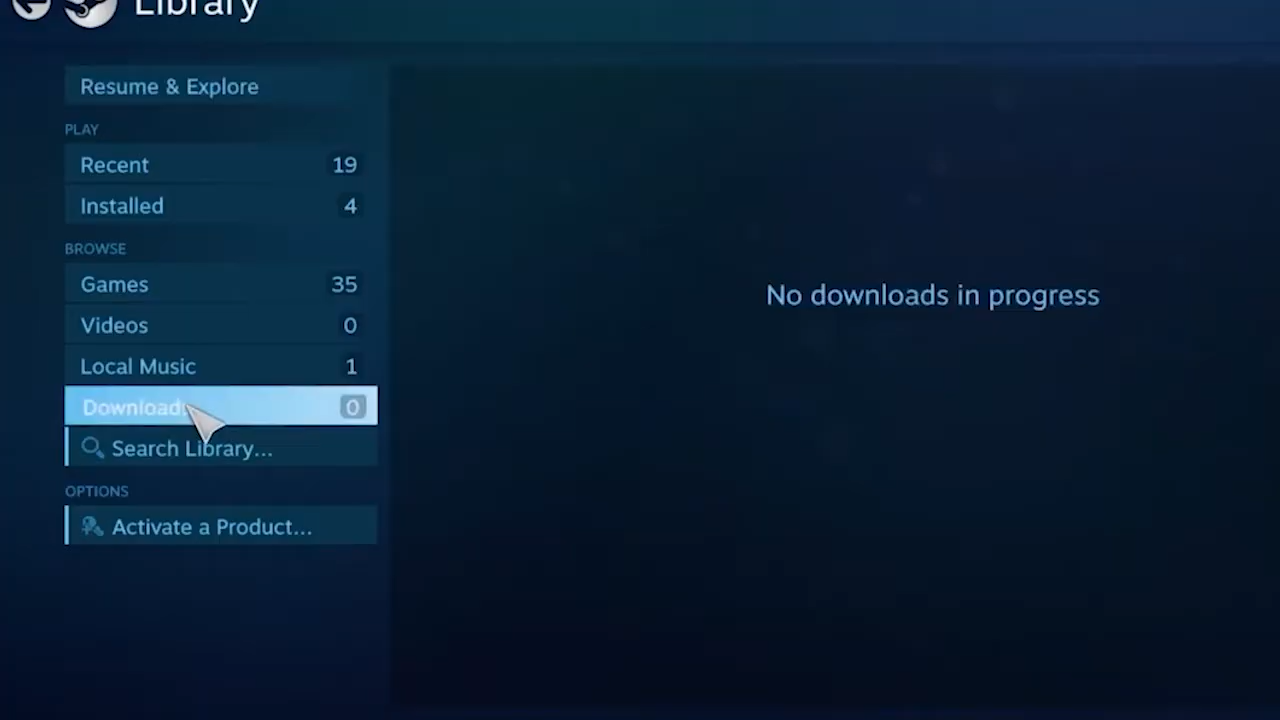 Library
Resume & Explore
PLAY
Recent 19
Installed 4
BROWSE
Games 35
Videos 0
Local Music 1
Downloads 0
Search Library...
OPTIONS
Activate a Product...
No downloads in progress